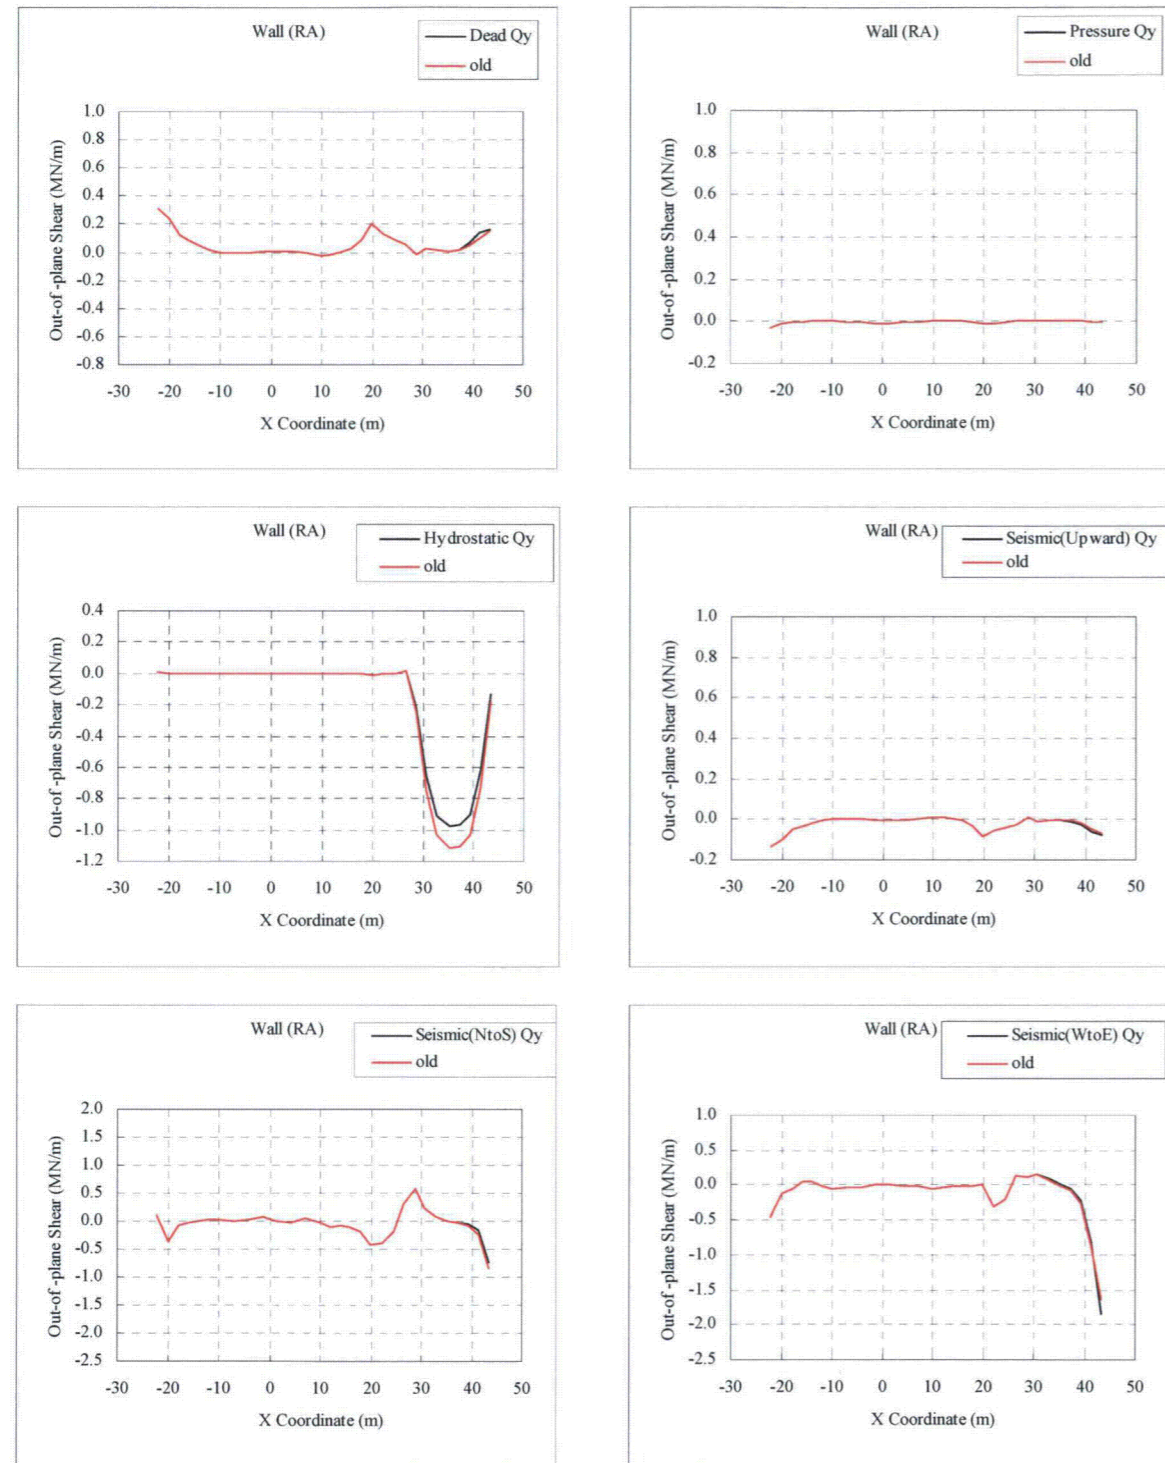 Wall (RA)
Dead Qy
old
1.0
0.8
0.6
0.4
0.2
0.0
-0.2
-0.4
-0.6
-0.8
Out-of -plane Shear (MN/m)
-30 -20 -10 0 10 20 30 40 50
X Coordinate (m)
Wall (RA)
Pressure Qy
old
1.0
0.8
0.6
0.4
0.2
0.0
-0.2
Out-of -plane Shear (MN/m)
-30 -20 -10 0 10 20 30 40 50
X Coordinate (m)
Wall (RA)
Hydrostatic Qy
old
0.4
0.2
0.0
-0.2
-0.4
-0.6
-0.8
-1.0
-1.2
Out-of -plane Shear (MN/m)
-30 -20 -10 0 10 20 30 40 50
X Coordinate (m)
Wall (RA)
Seismic(Upward) Qy
old
1.0
0.8
0.6
0.4
0.2
0.0
-0.2
Out-of -plane Shear (MN/m)
-30 -20 -10 0 10 20 30 40 50
X Coordinate (m)
Wall (RA)
Seismic(NtoS) Qy
old
2.0
1.5
1.0
0.5
0.0
-0.5
-1.0
-1.5
-2.0
-2.5
Out-of -plane Shear (MN/m)
-30 -20 -10 0 10 20 30 40 50
X Coordinate (m)
Wall (RA)
Seismic(WtoE) Qy
old
1.0
0.5
0.0
-0.5
-1.0
-1.5
-2.0
-2.5
Out-of -plane Shear (MN/m)
-30 -20 -10 0 10 20 30 40 50
X Coordinate (m)